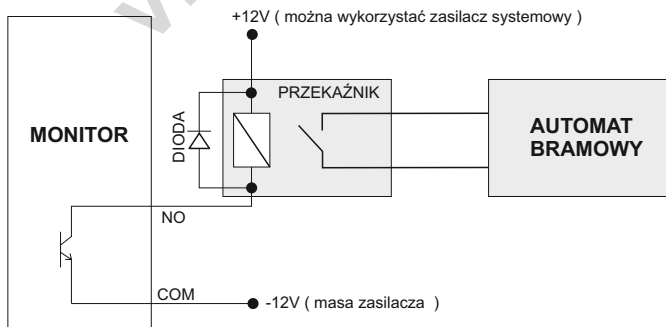 +12V ( można wykorzystać zasilacz systemowy )
PRZEKAŹNIK
MONITOR
DIODA
AUTOMAT
BRAMOWY
NO
COM
-12V ( masa zasilacza )